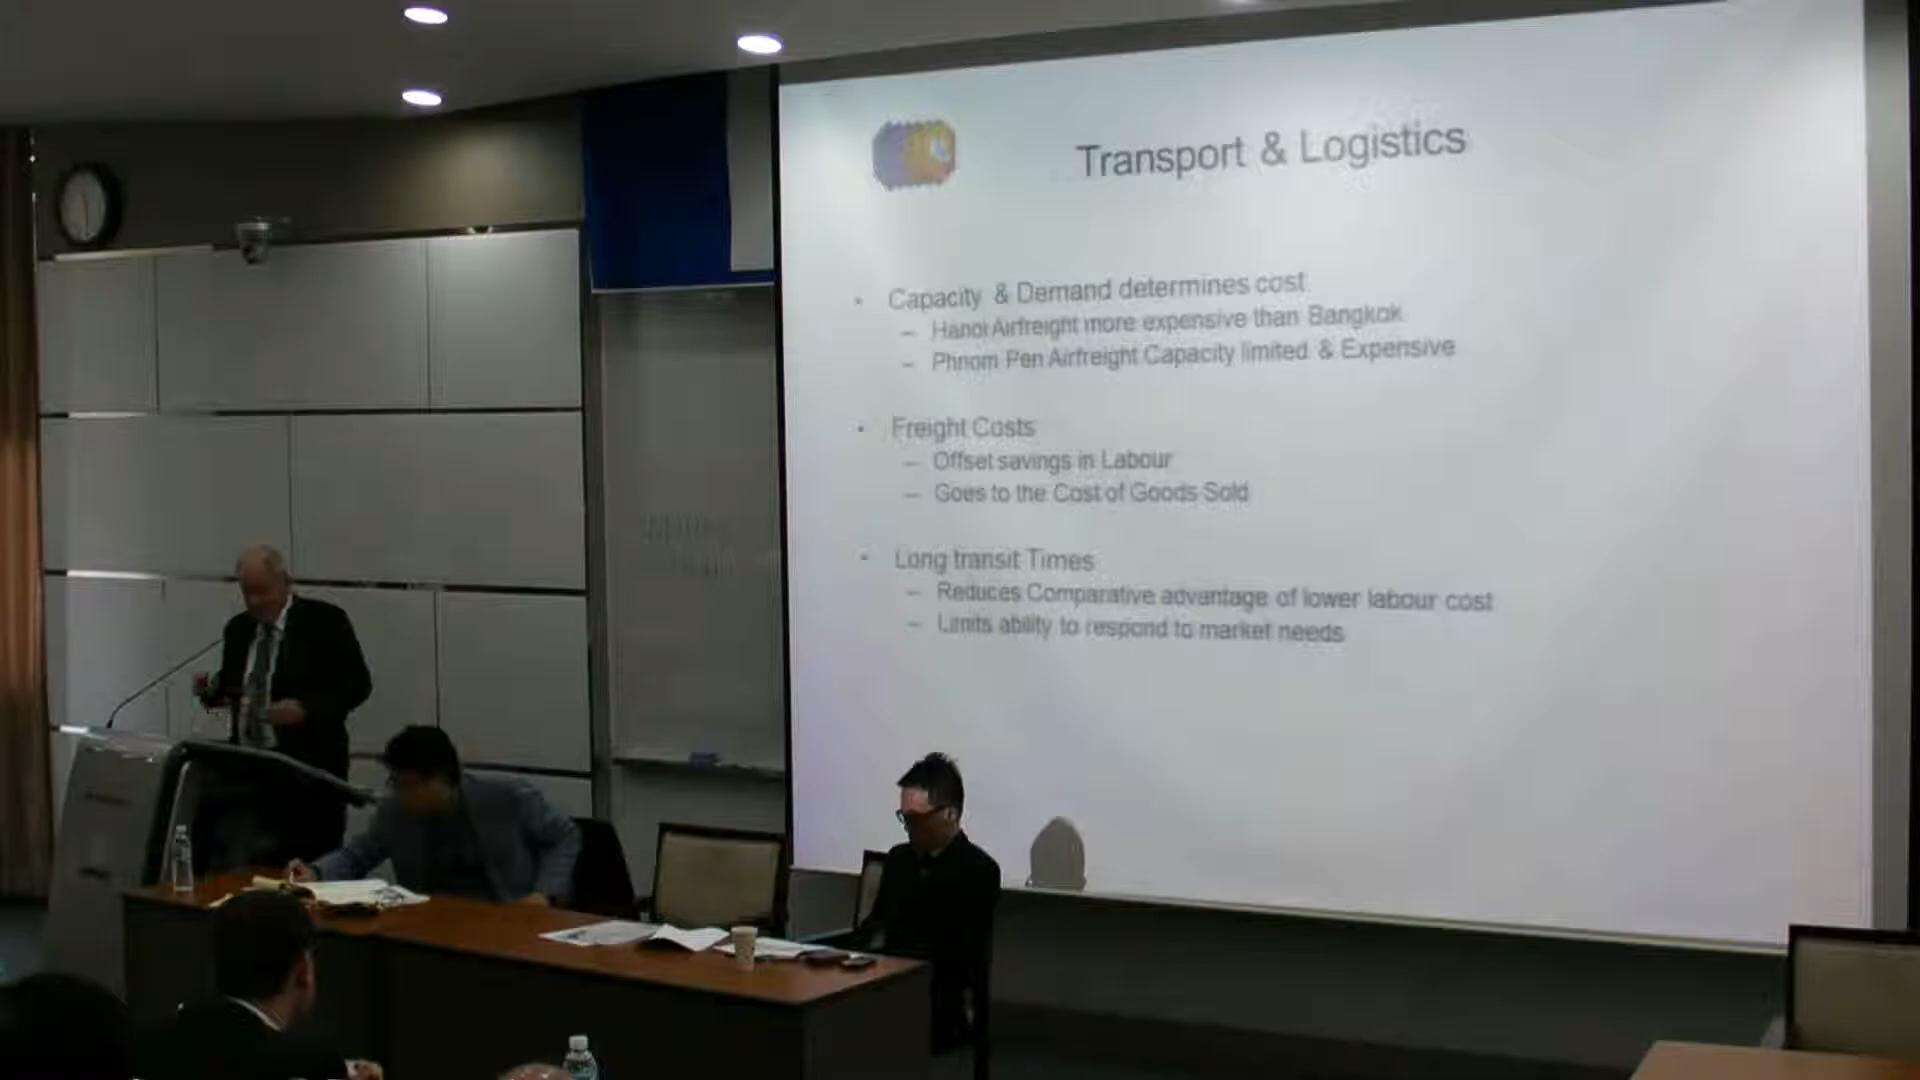 Transport & Logistics
• Capacity & Demand determines cost
– Hanoi Airfreight more expensive than Bangkok
– Phnom Pen Airfreight Capacity limited & Expensive
• Freight Costs
– Offset savings in Labour
– Goes to the Cost of Goods Sold
• Long transit Times
– Reduces Comparative advantage of lower labour cost
– Limits ability to respond to market needs